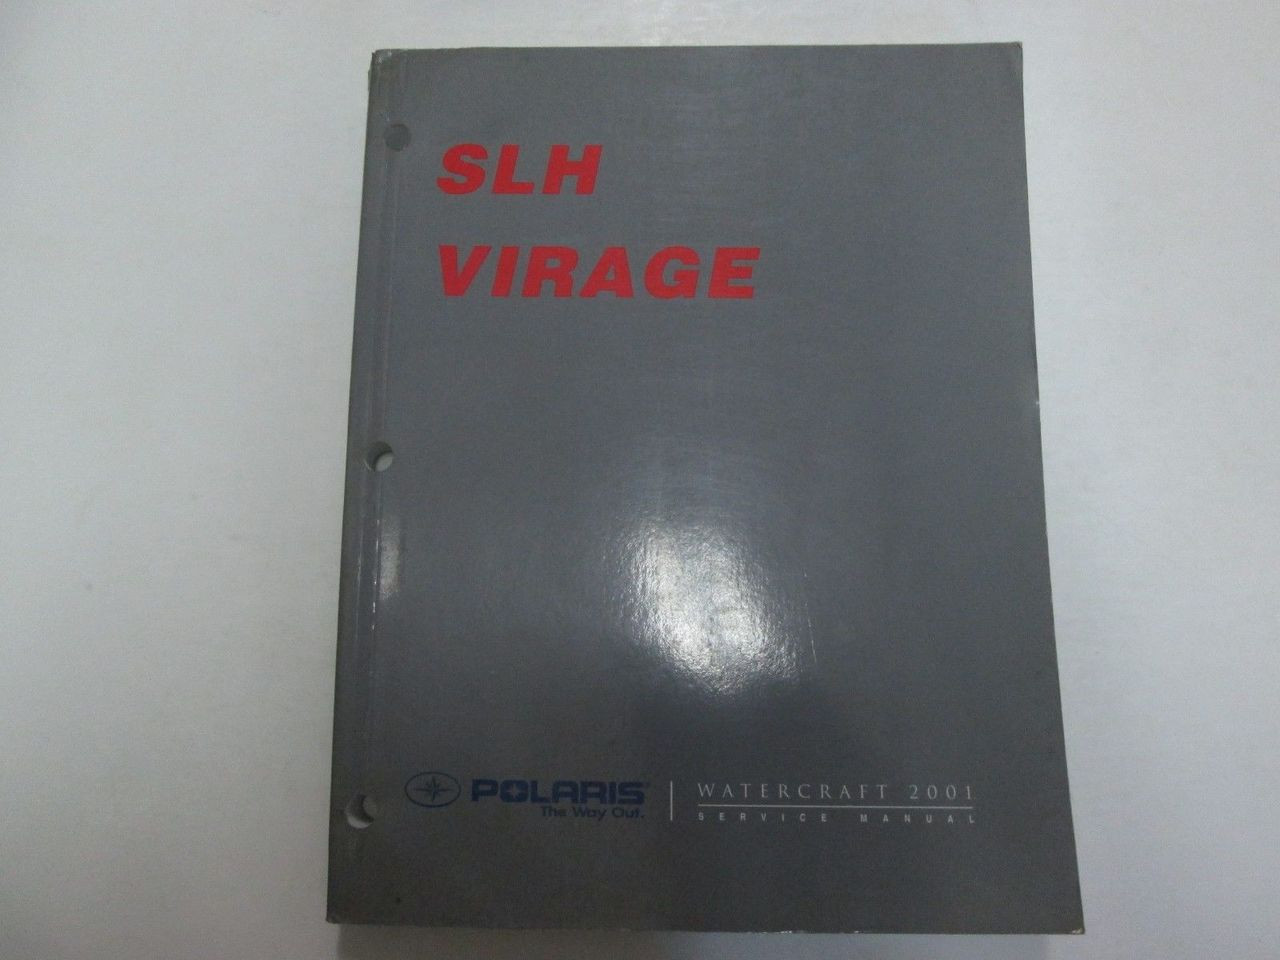 SLH
VIRAGE
POLARIS®
The Way Out.
WATERCRAFT 2001
SERVICE MANUAL